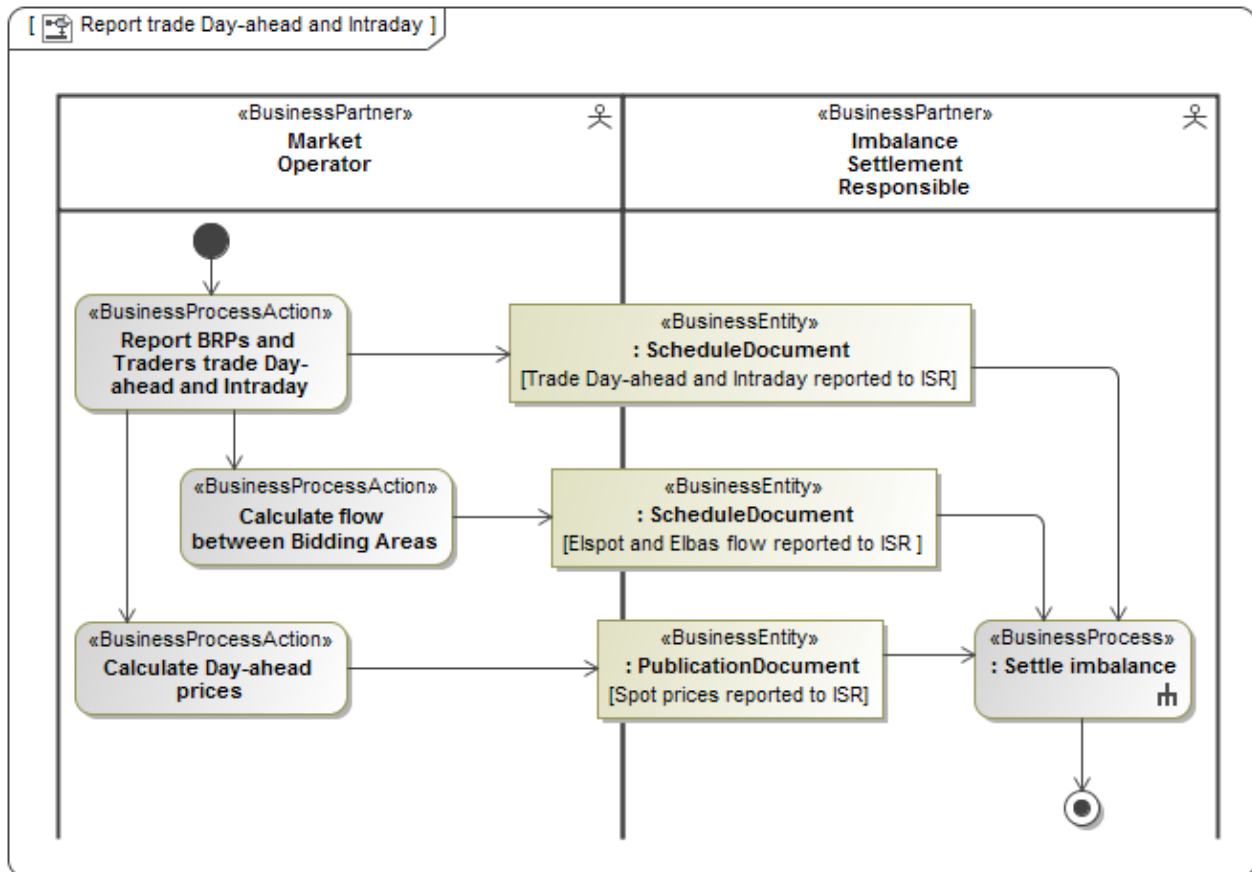 [ Report trade Day-ahead and Intraday ]
«BusinessPartner»
Market
Operator
«BusinessPartner»
Imbalance
Settlement
Responsible
«BusinessProcessAction»
Report BRPs and
Traders trade Day-
ahead and Intraday
«BusinessEntity»
: ScheduleDocument
[Trade Day-ahead and Intraday reported to ISR]
«BusinessProcessAction»
Calculate flow
between Bidding Areas
«BusinessEntity»
: ScheduleDocument
[Elspot and Elbas flow reported to ISR ]
«BusinessProcessAction»
Calculate Day-ahead
prices
«BusinessEntity»
: PublicationDocument
[Spot prices reported to ISR]
«BusinessProcess»
: Settle imbalance